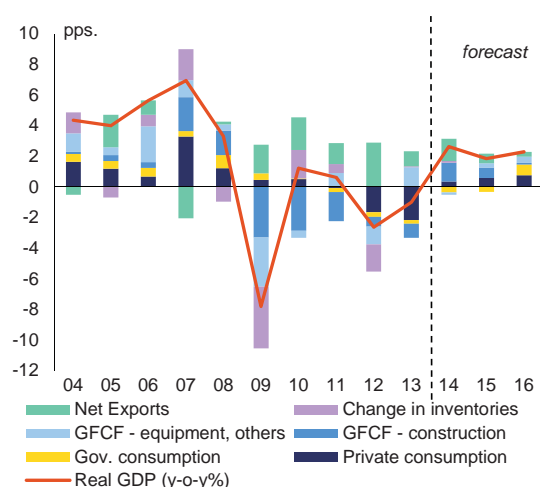 10 pps.
8 forecast
6
4
2
0
-2
-4
-6
-8
-10
-12
04 05 06 07 08 09 10 11 12 13 14 15 16
Net Exports Change in inventories
GFCF - equipment, others GFCF - construction
Gov. consumption Private consumption
Real GDP (y-o-y%)